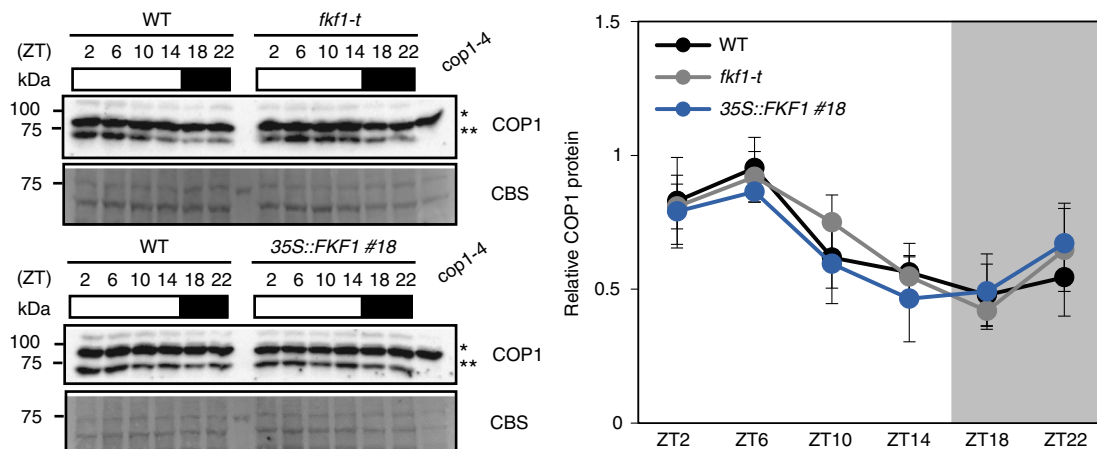 WT fkf1-t
(ZT) 2 6 10 14 18 22 2 6 10 14 18 22 cop1-4
kDa
100 *
75 ** COP1
75 CBS
WT 35S::FKF1 #18
(ZT) 2 6 10 14 18 22 2 6 10 14 18 22 cop1-4
kDa
100 * COP1
75 **
75 CBS
Relative COP1 protein
1.5
1
0.5
0
WT
fkf1-t
35S::FKF1 #18
ZT2 ZT6 ZT10 ZT14 ZT18 ZT22